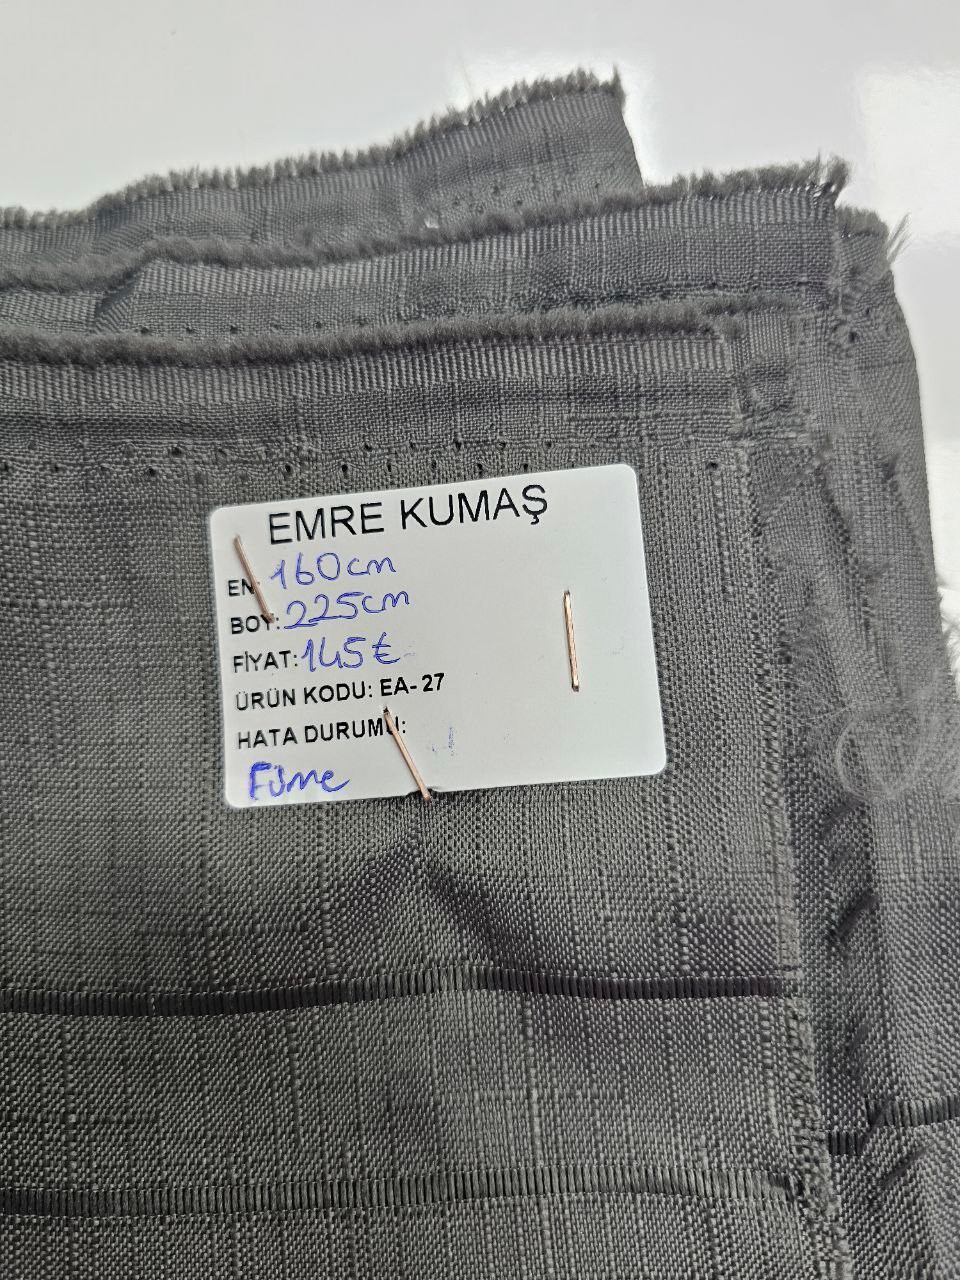 EMRE KUMAŞ
EN: 160cm
BOY: 225cm
FİYAT: 145₺
ÜRÜN KODU: EA-27
HATA DURUMU:
Füme